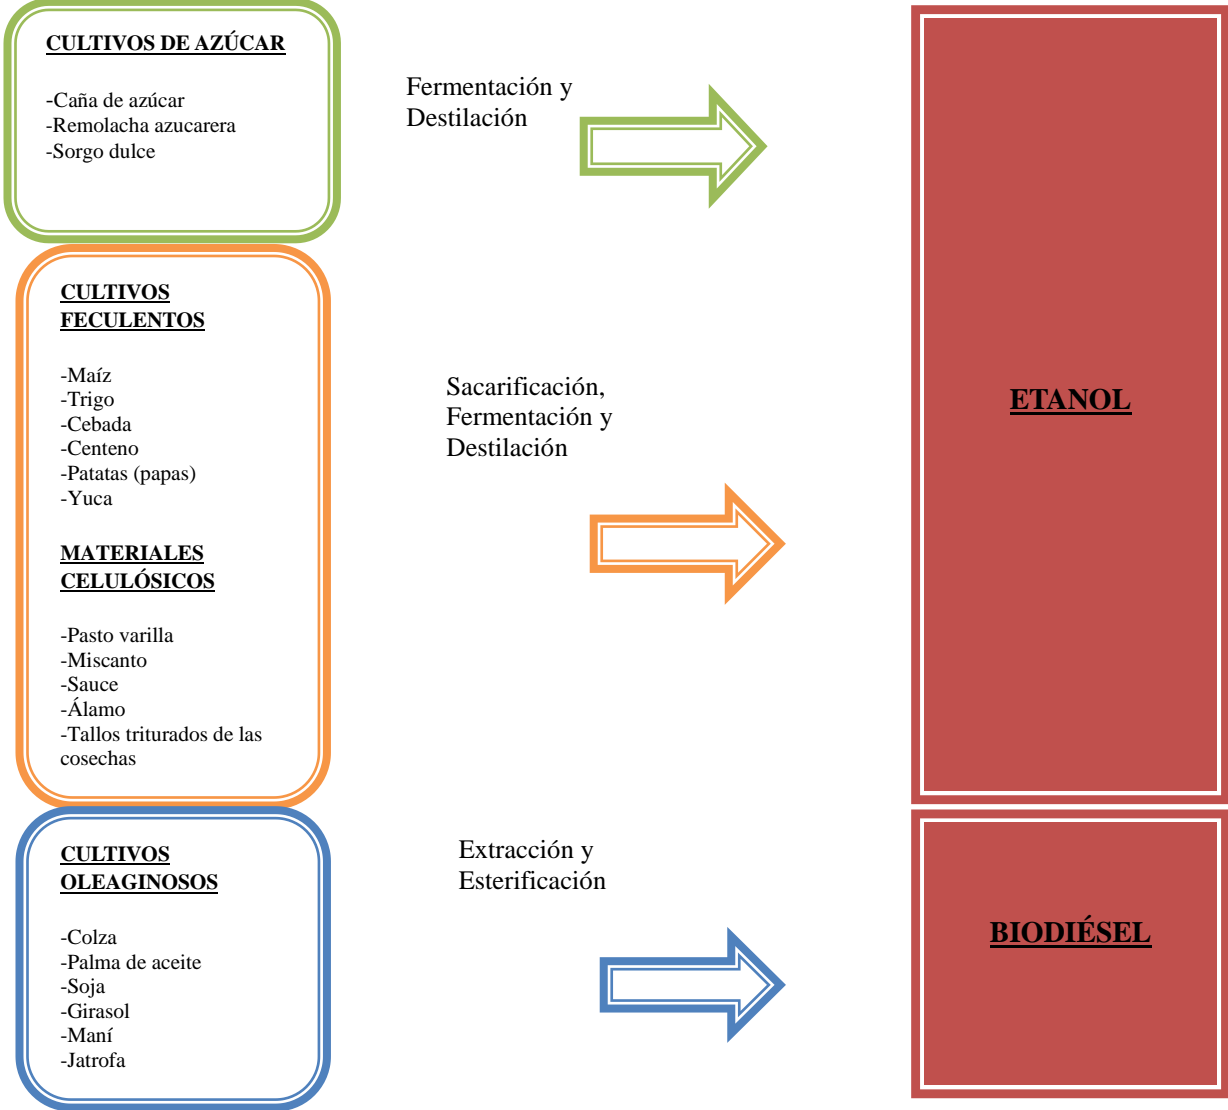 CULTIVOS DE AZÚCAR
-Caña de azúcar
-Remolacha azucarera
-Sorgo dulce
Fermentación y
Destilación
CULTIVOS
FECULENTOS
-Maíz
-Trigo
-Cebada
-Centeno
-Patatas (papas)
-Yuca
MATERIALES
CELULÓSICOS
-Pasto varilla
-Miscanto
-Sauce
-Álamo
-Tallos triturados de las
cosechas
Sacarificación,
Fermentación y
Destilación
ETANOL
CULTIVOS
OLEAGINOSOS
-Colza
-Palma de aceite
-Soja
-Girasol
-Maní
-Jatrofa
Extracción y
Esterificación
BIODIÉSEL